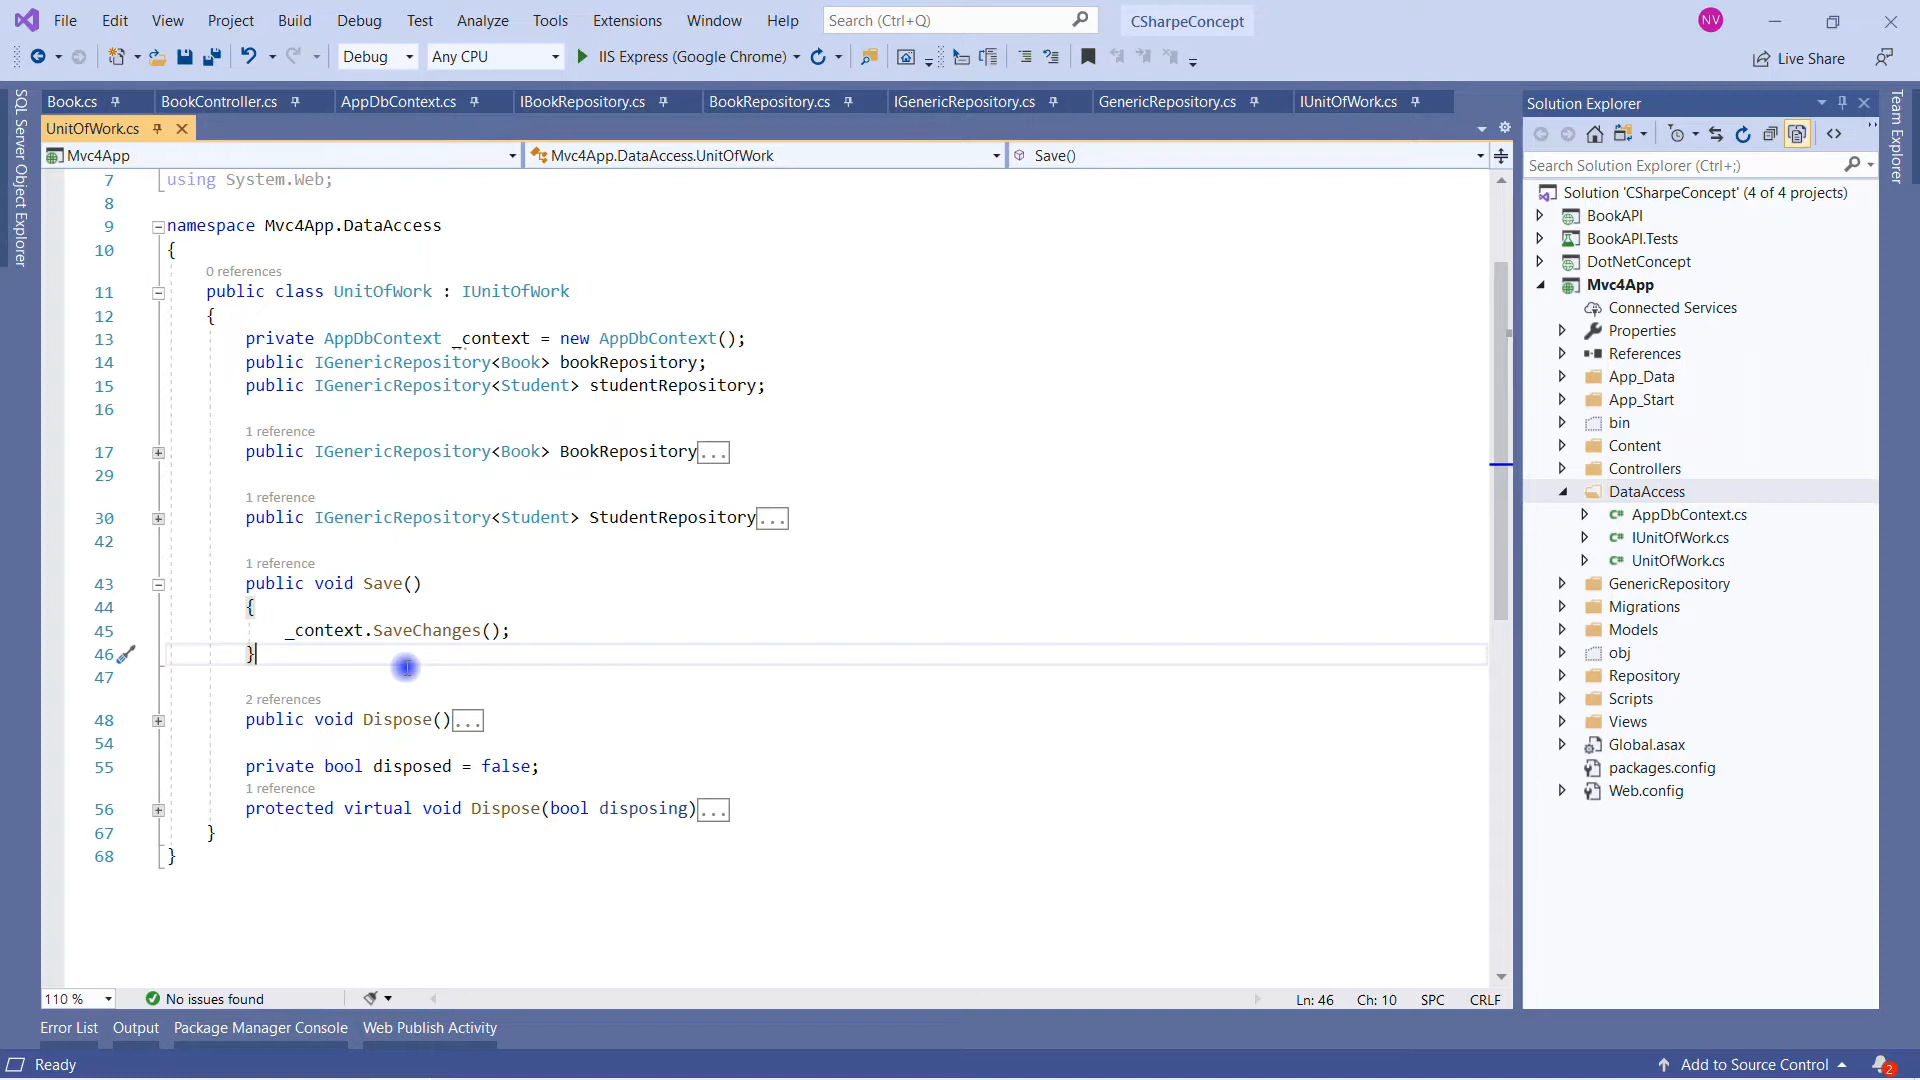 File Edit View Project Build Debug Test Analyze Tools Extensions Window Help Search (Ctrl+Q) CSharpeConcept NV
Debug Any CPU IIS Express (Google Chrome) Live Share
Book.cs BookController.cs AppDbContext.cs IBookRepository.cs BookRepository.cs IGenericRepository.cs GenericRepository.cs IUnitOfWork.cs
UnitOfWork.cs
Mvc4App Mvc4App.DataAccess.UnitOfWork Save()
SQL Server Object Explorer
7 using System.Web;
8
9 namespace Mvc4App.DataAccess
10 {
0 references
11 public class UnitOfWork : IUnitOfWork
12 {
13 private AppDbContext _context = new AppDbContext();
14 public IGenericRepository<Book> bookRepository;
15 public IGenericRepository<Student> studentRepository;
16
1 reference
17 public IGenericRepository<Book> BookRepository...
29
1 reference
30 public IGenericRepository<Student> StudentRepository...
42
1 reference
43 public void Save()
44 {
45 _context.SaveChanges();
46 }
47
2 references
48 public void Dispose()...
54
55 private bool disposed = false;
1 reference
56 protected virtual void Dispose(bool disposing)...
67 }
68 }
110 % No issues found Ln: 46 Ch: 10 SPC CRLF
Error List Output Package Manager Console Web Publish Activity
Ready Add to Source Control 2
Solution Explorer
Search Solution Explorer (Ctrl+;)
Solution 'CSharpeConcept' (4 of 4 projects)
BookAPI
BookAPI.Tests
DotNetConcept
Mvc4App
Connected Services
Properties
References
App_Data
App_Start
bin
Content
Controllers
DataAccess
C# AppDbContext.cs
C# IUnitOfWork.cs
C# UnitOfWork.cs
GenericRepository
Migrations
Models
obj
Repository
Scripts
Views
Global.asax
packages.config
Web.config
Team Explorer